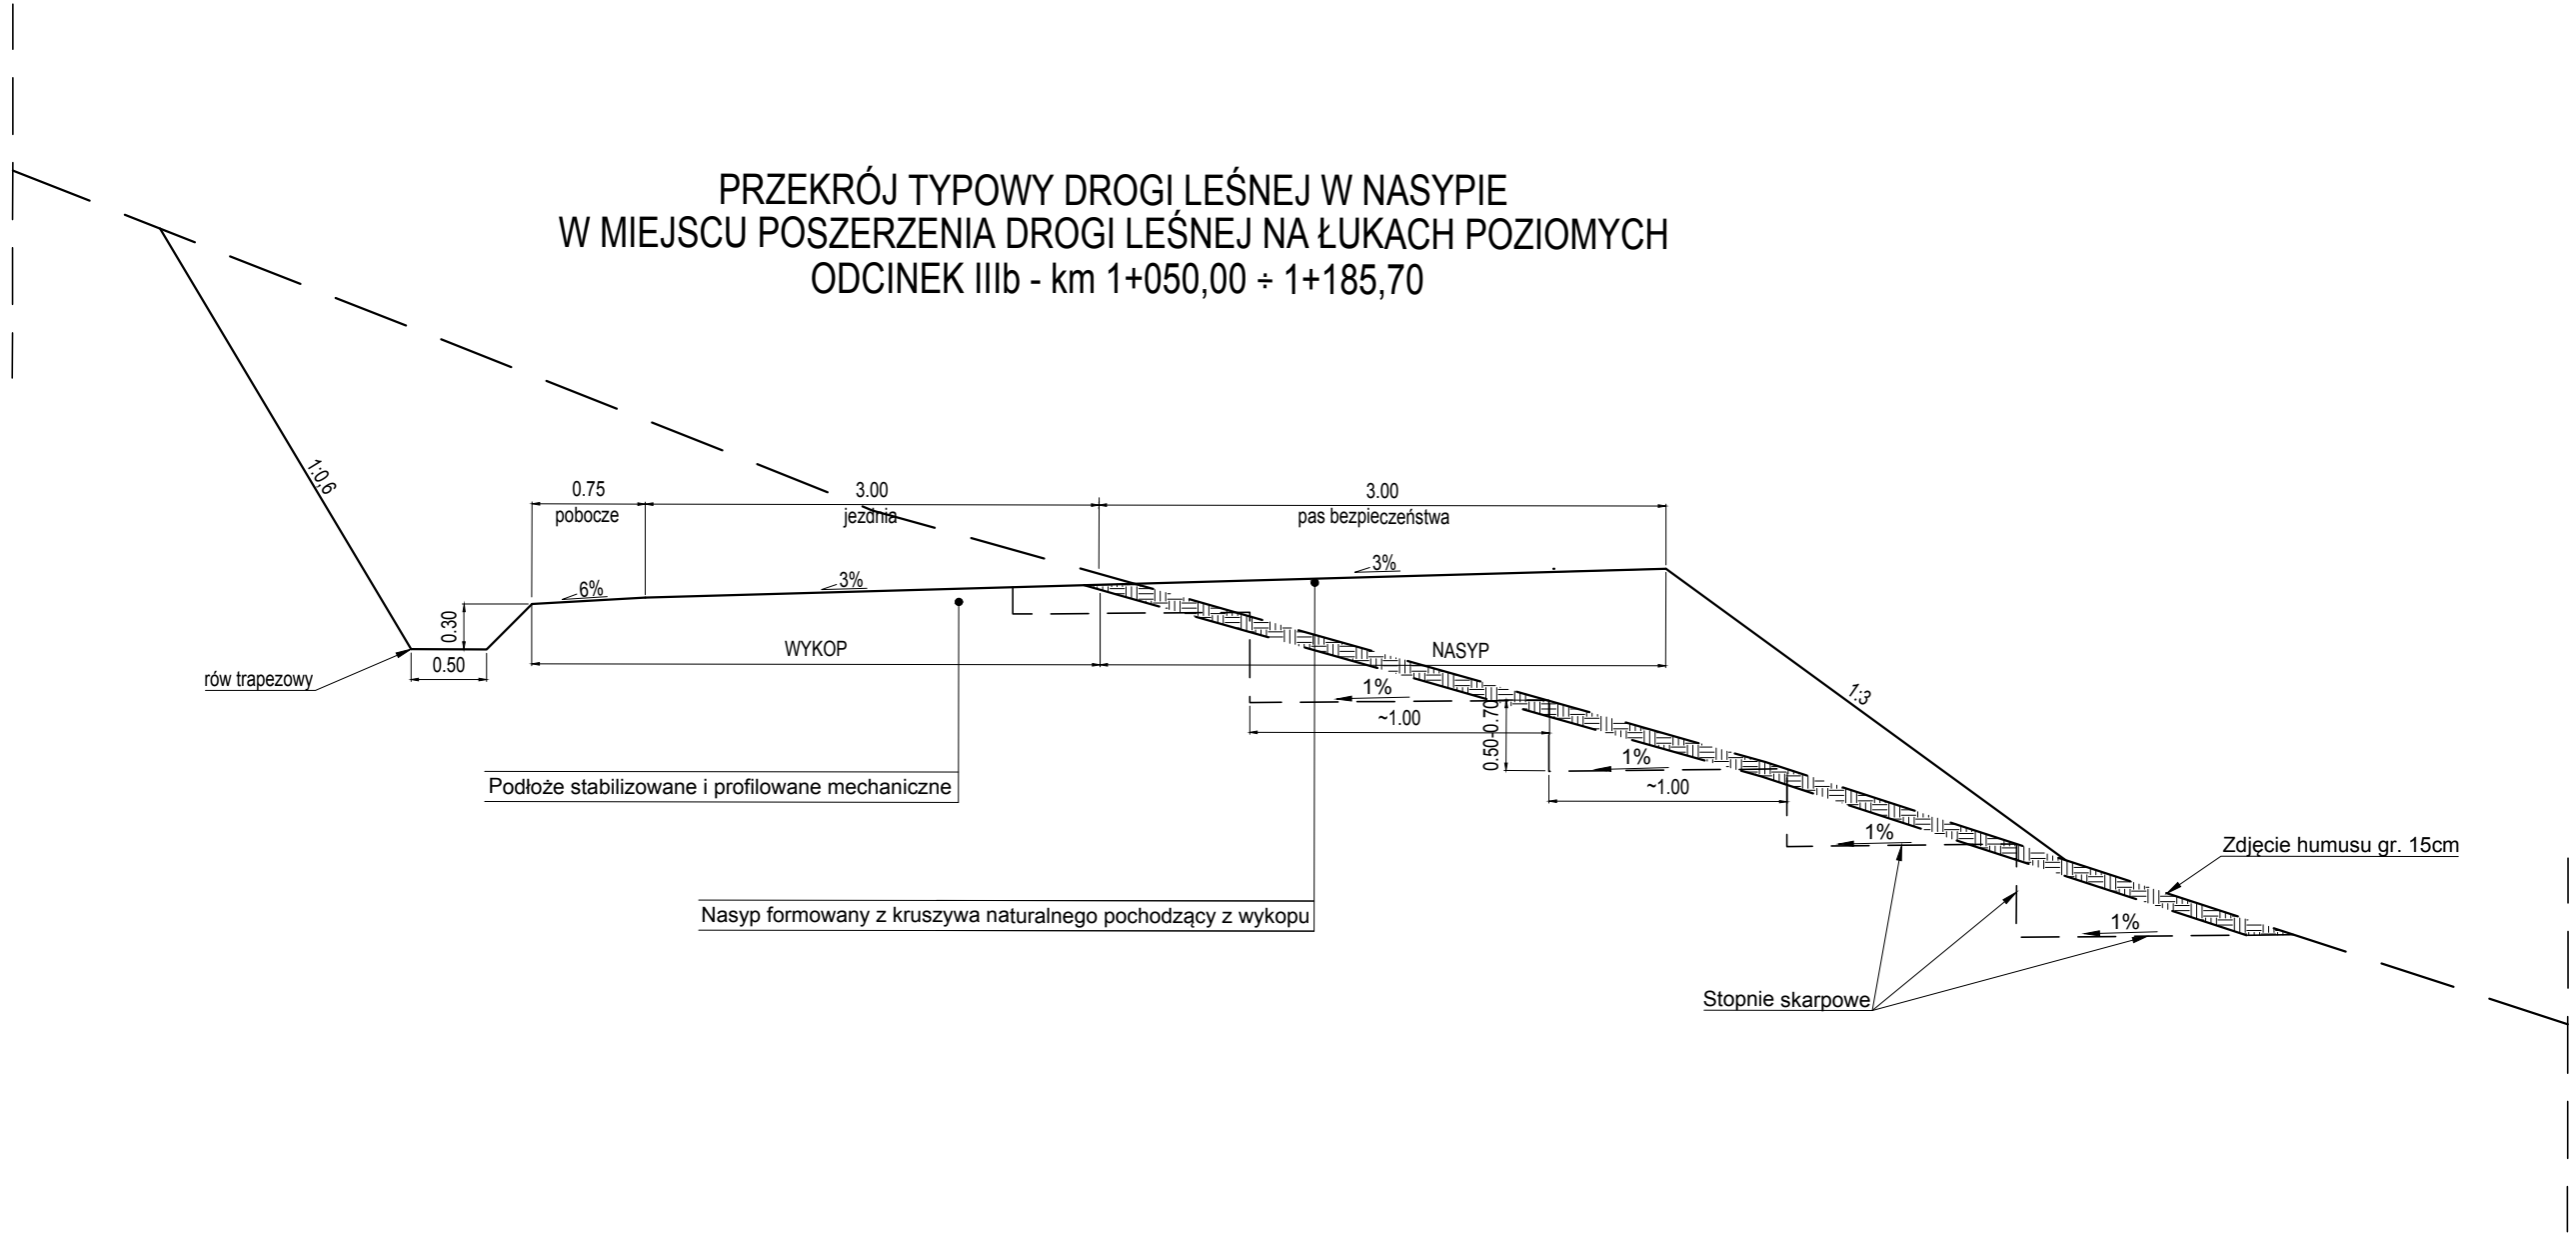 PRZEKRÓJ TYPOWY DROGI LEŚNEJ W NASYPIE
W MIEJSCU POSZERZENIA DROGI LEŚNEJ NA ŁUKACH POZIOMYCH
ODCINEK IIIb - km 1+050,00 ÷ 1+185,70
1:0,6
0.75
pobocze
3.00
jezdnia
3.00
pas bezpieczeństwa
6%
3%
3%
0.30
0.50
rów trapezowy
WYKOP
NASYP
1:3
1%
~1.00
0.50-0.70
1%
~1.00
1%
1%
Podłoże stabilizowane i profilowane mechaniczne
Nasyp formowany z kruszywa naturalnego pochodzący z wykopu
Zdjęcie humusu gr. 15cm
Stopnie skarpowe